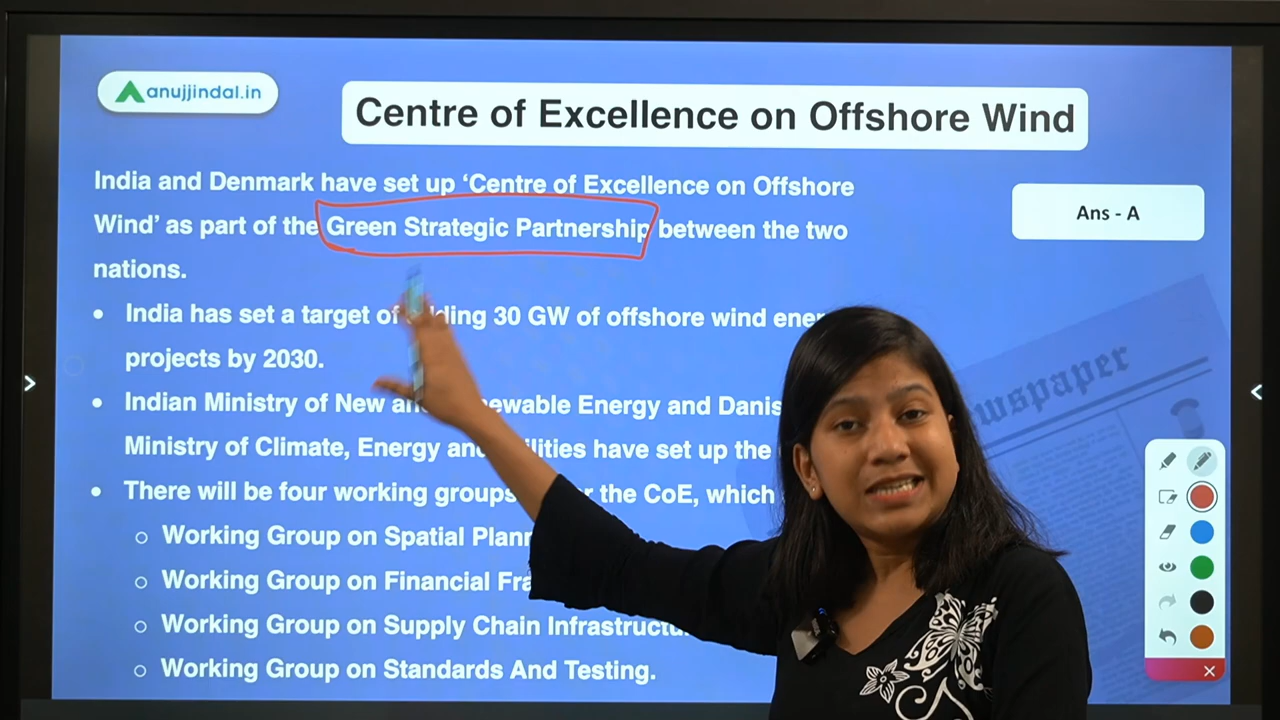 anujjindal.in
Centre of Excellence on Offshore Wind
India and Denmark have set up ‘Centre of Excellence on Offshore
Wind’ as part of the Green Strategic Partnership between the two
nations.
Ans - A
• India has set a target of 30 GW of offshore wind
projects by 2030.
• Indian Ministry of New Energy and
Ministry of Climate, Energy have set up the
• There will be four working groups the CoE, which
○ Working Group on Spatial
○ Working Group on Financial
○ Working Group on Supply Chain
○ Working Group on Standards And Testing.